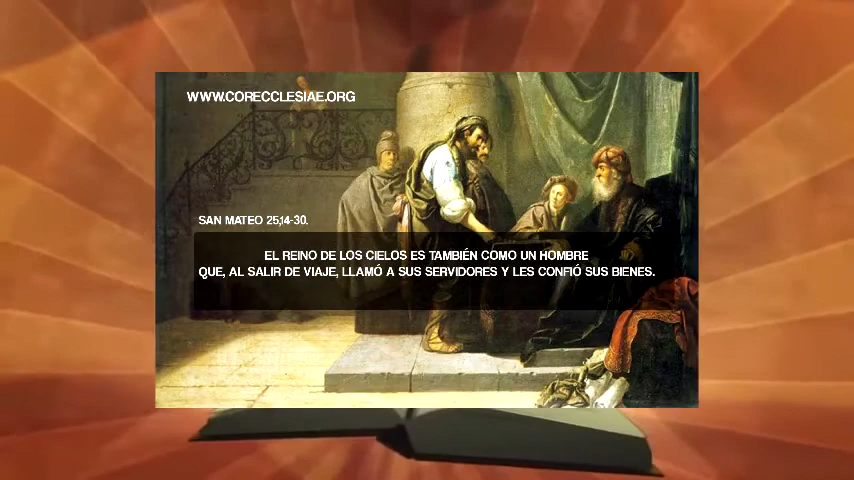 WWW.CORECCLESIAE.ORG
SAN MATEO 25,14-30.
EL REINO DE LOS CIELOS ES TAMBIÉN COMO UN HOMBRE
QUE, AL SALIR DE VIAJE, LLAMÓ A SUS SERVIDORES Y LES CONFIÓ SUS BIENES.